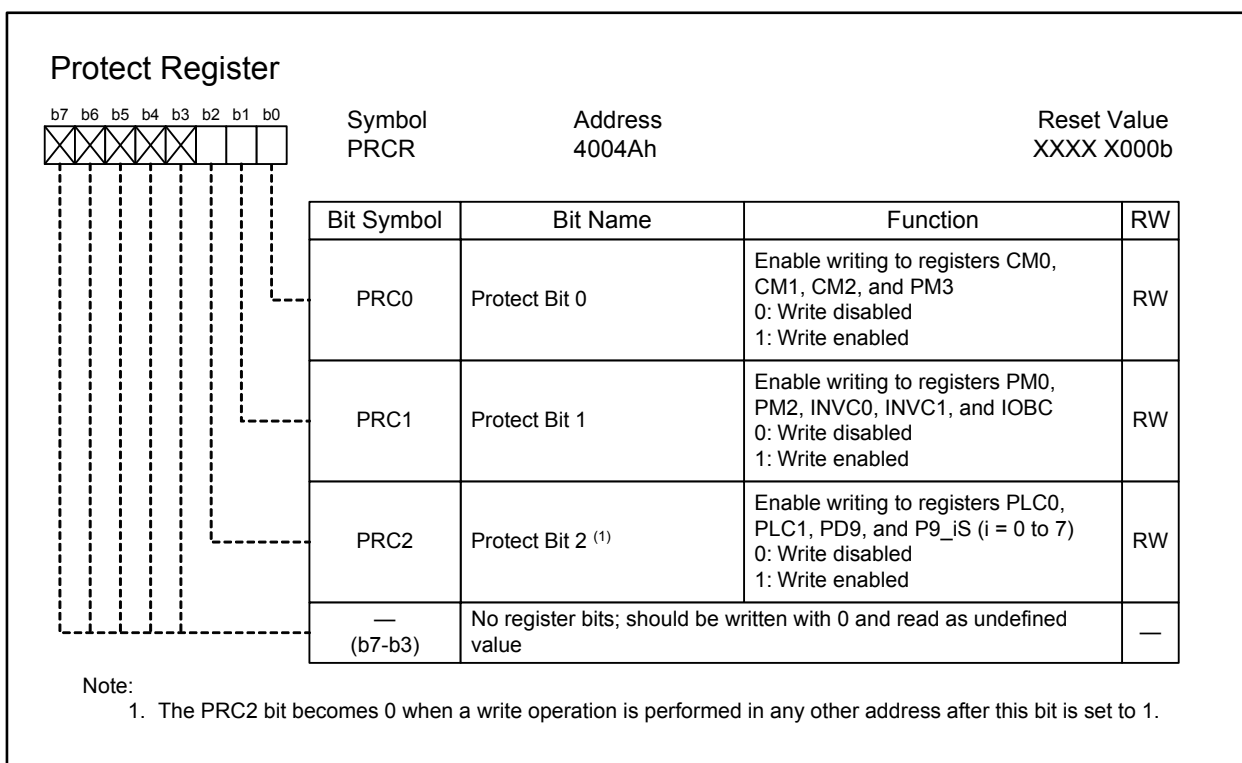 Protect Register
b7 b6 b5 b4 b3 b2 b1 b0
Symbol Address Reset Value
PRCR 4004Ah XXXX X000b
Bit Symbol Bit Name Function RW
PRC0 Protect Bit 0 Enable writing to registers CM0,
CM1, CM2, and PM3
0: Write disabled
1: Write enabled RW
PRC1 Protect Bit 1 Enable writing to registers PM0,
PM2, INVC0, INVC1, and IOBC
0: Write disabled
1: Write enabled RW
PRC2 Protect Bit 2 (1) Enable writing to registers PLC0,
PLC1, PD9, and P9_iS (i = 0 to 7)
0: Write disabled
1: Write enabled RW
—
(b7-b3) No register bits; should be written with 0 and read as undefined
value —
Note:
1. The PRC2 bit becomes 0 when a write operation is performed in any other address after this bit is set to 1.